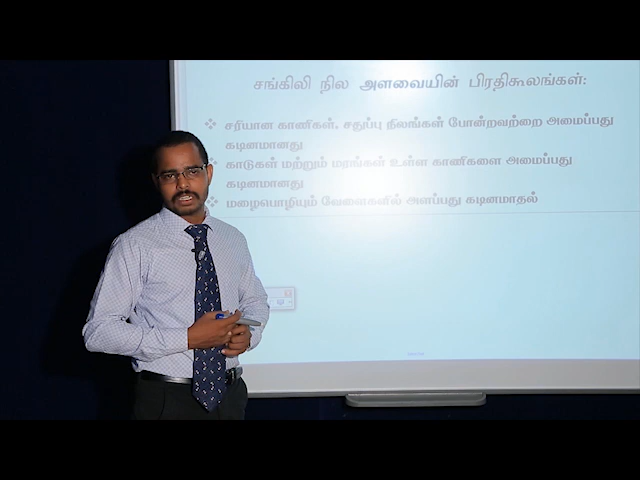 சங்கிலி நில அளவையின் பிரதிகூலங்கள்:
❖ சரியான காணிகள், சதுப்பு நிலங்கள் போன்றவற்றை அமைப்பது
கடினமானது
❖ காடுகள் மற்றும் மரங்கள் உள்ள காணிகளை அமைப்பது
கடினமானது
❖ மழைபொழியும் வேளைகளில் அளப்பது கடினமாதல்